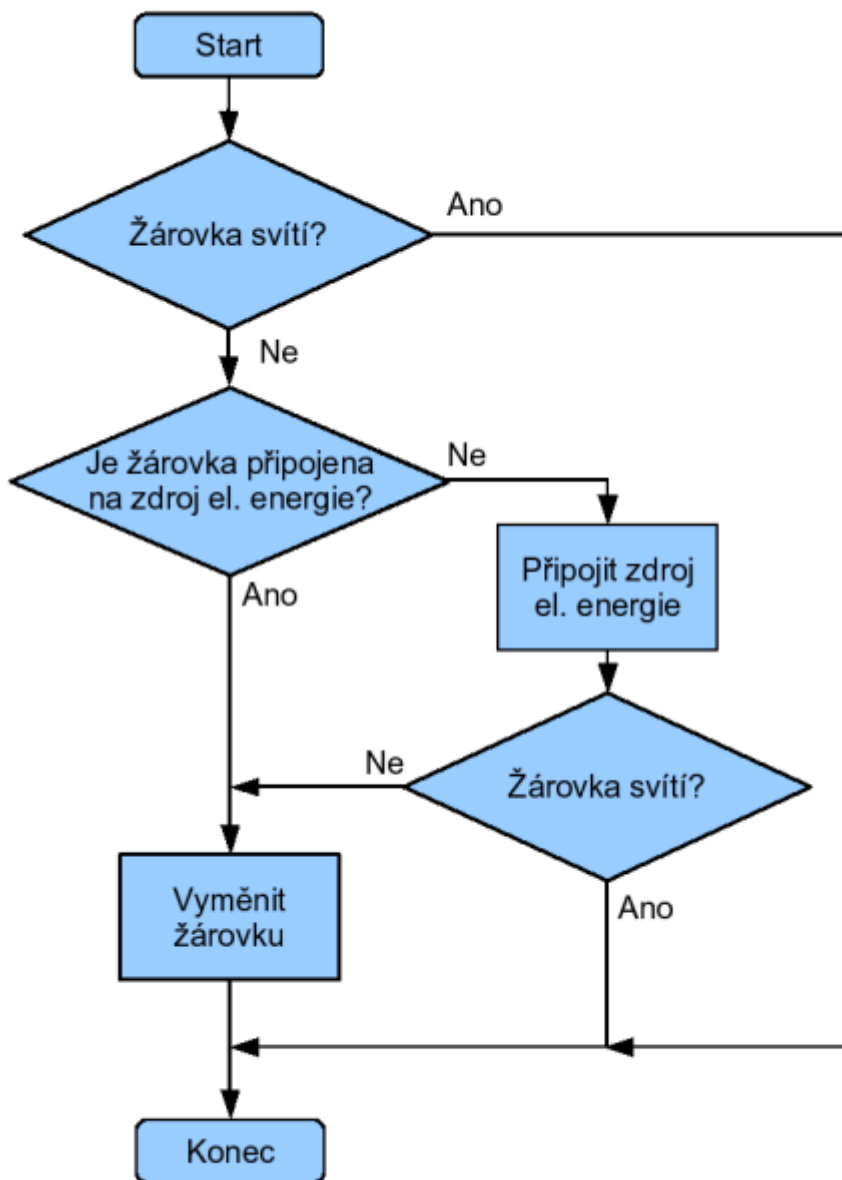 Start
Žárovka svítí?
Ano
Ne
Je žárovka připojena
na zdroj el. energie?
Ne
Připojit zdroj
el. energie
Ano
Žárovka svítí?
Ne
Ano
Vyměnit
žárovku
Konec